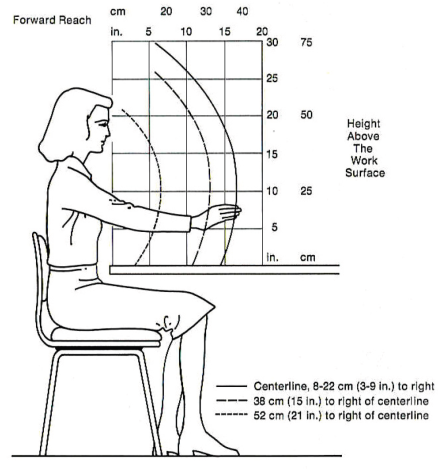 Forward Reach
cm 20 30 40
in. 5 10 15 20
30 75
25
20 50
15
10 25
5
in. cm
Height
Above
The
Work
Surface
Centerline, 8-22 cm (3-9 in.) to right
38 cm (15 in.) to right of centerline
52 cm (21 in.) to right of centerline